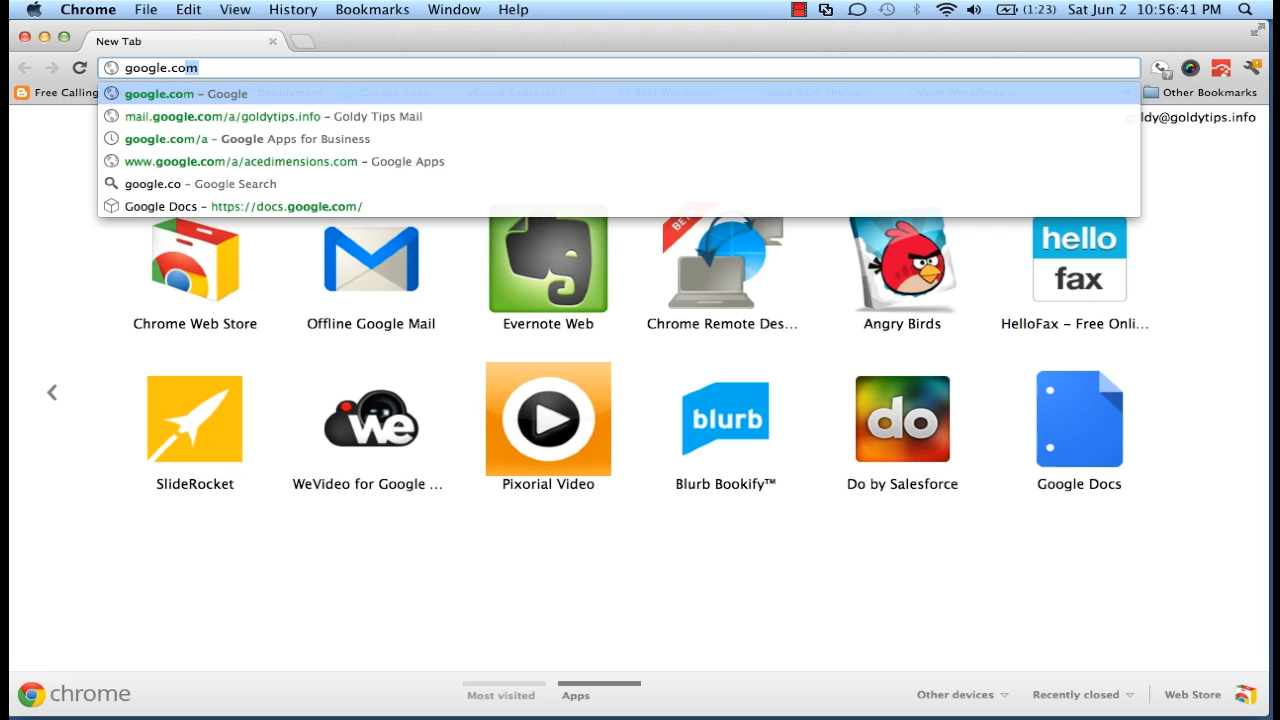 Chrome File Edit View History Bookmarks Window Help (1:23) Sat Jun 2 10:56:41 PM
New Tab
google.com
Free Calling Other Bookmarks
google.com – Google
mail.google.com/a/goldytips.info – Goldy Tips Mail
google.com/a – Google Apps for Business
www.google.com/a/acedimensions.com – Google Apps
google.co – Google Search
Google Docs – https://docs.google.com/
goldy@goldytips.info
hello
fax
Chrome Web Store Offline Google Mail Evernote Web Chrome Remote Des... Angry Birds HelloFax – Free Onli...
we blurb do
SlideRocket WeVideo for Google ... Pixorial Video Blurb Bookify™ Do by Salesforce Google Docs
chrome Most visited Apps Other devices Recently closed Web Store